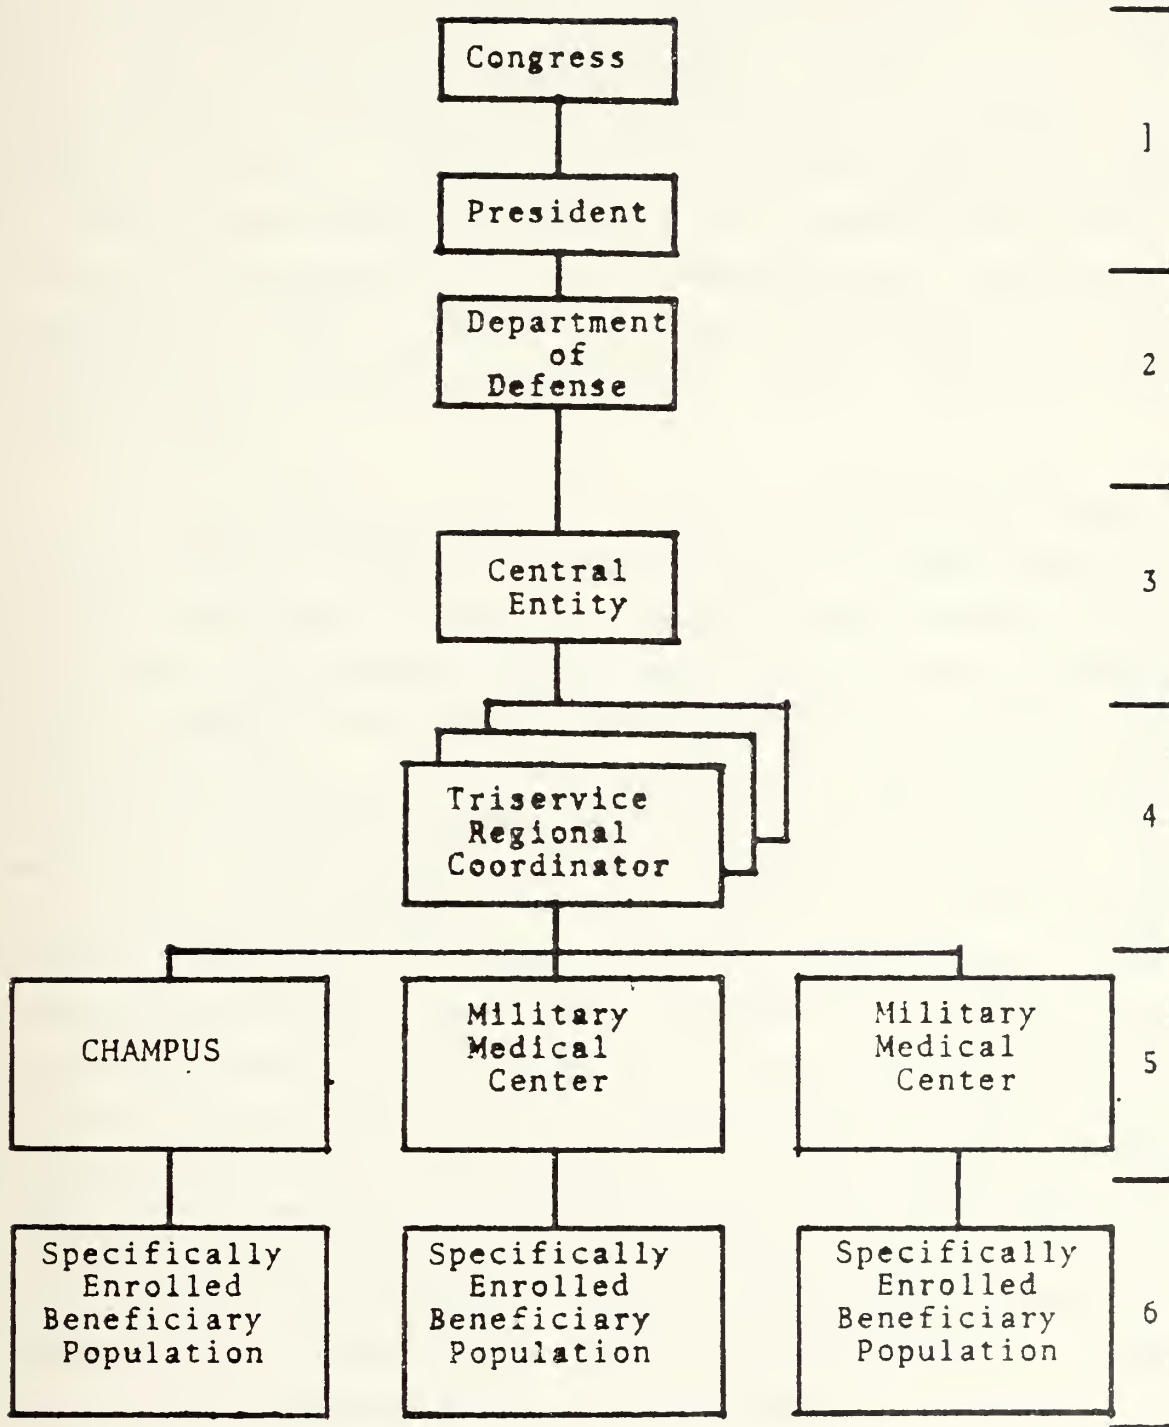 Congress
1
President
Department
of
Defense
2
Central
Entity
3
Triservice
Regional
Coordinator
4
CHAMPUS
Military
Medical
Center
Military
Medical
Center
5
Specifically
Enrolled
Beneficiary
Population
Specifically
Enrolled
Beneficiary
Population
Specifically
Enrolled
Beneficiary
Population
6